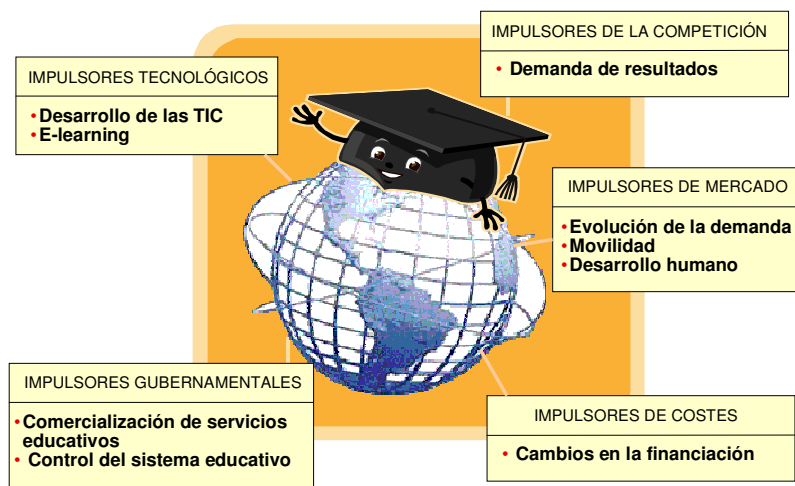 IMPULSORES DE LA COMPETICIÓN
• Demanda de resultados
IMPULSORES TECNOLÓGICOS
• Desarrollo de las TIC
• E-learning
IMPULSORES DE MERCADO
• Evolución de la demanda
• Movilidad
• Desarrollo humano
IMPULSORES GUBERNAMENTALES
• Comercialización de servicios
educativos
• Control del sistema educativo
IMPULSORES DE COSTES
• Cambios en la financiación